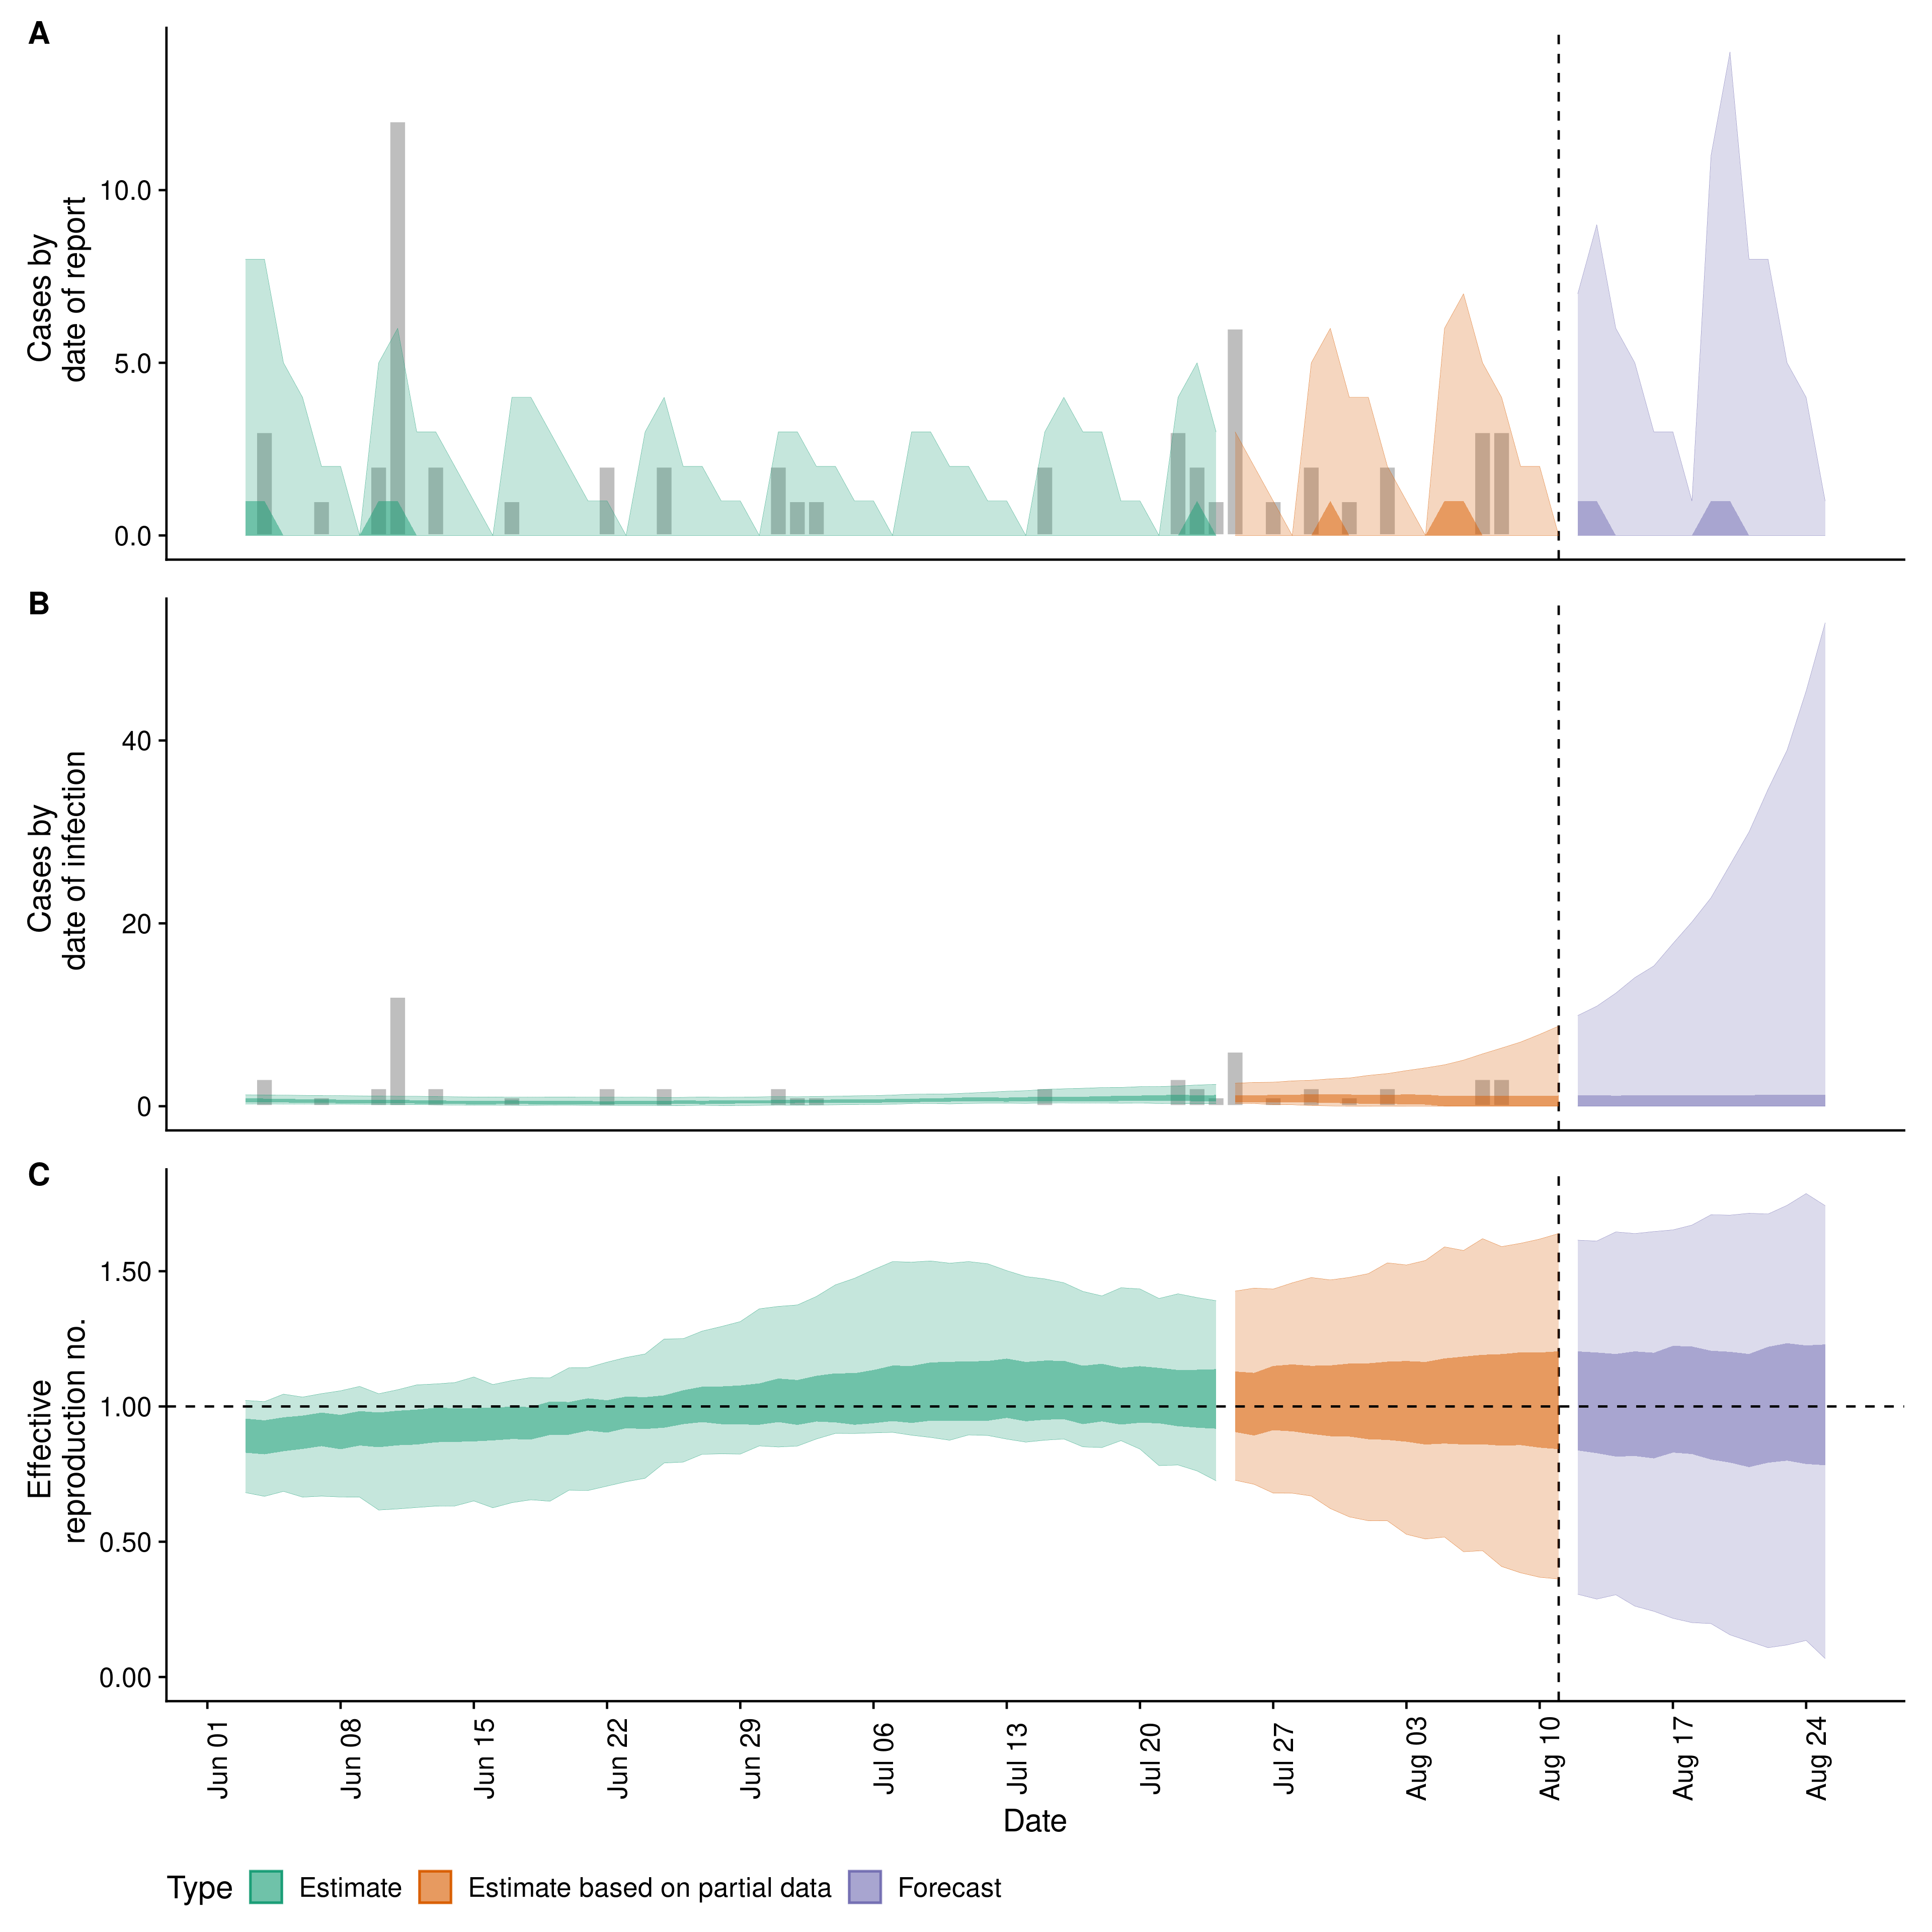 A
Cases by
date of report
10.0
5.0
0.0
B
Cases by
date of infection
40
20
0
C
Effective
reproduction no.
1.50
1.00
0.50
0.00
Jun 01
Jun 08
Jun 15
Jun 22
Jun 29
Jul 06
Jul 13
Jul 20
Jul 27
Aug 03
Aug 10
Aug 17
Aug 24
Date
Type Estimate Estimate based on partial data Forecast